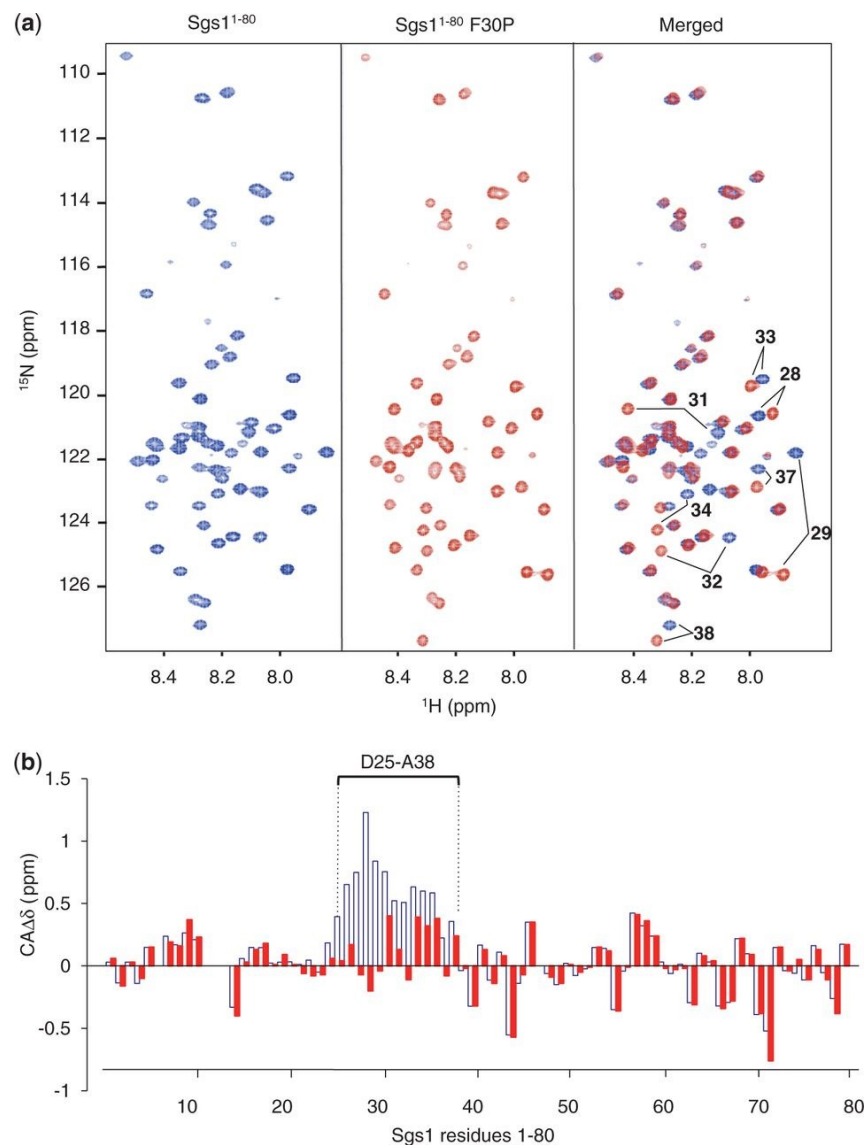 (a)
Sgs1¹⁻⁸⁰ Sgs1¹⁻⁸⁰ F30P Merged
110
112
114
116
118
120
122
124
126
¹⁵N (ppm)
33
28
31
37
34
29
32
38
8.4 8.2 8.0 8.4 8.2 8.0 8.4 8.2 8.0
¹H (ppm)
(b)
D25-A38
1.5
1
0.5
0
-0.5
-1
CAΔδ (ppm)
10 20 30 40 50 60 70 80
Sgs1 residues 1-80